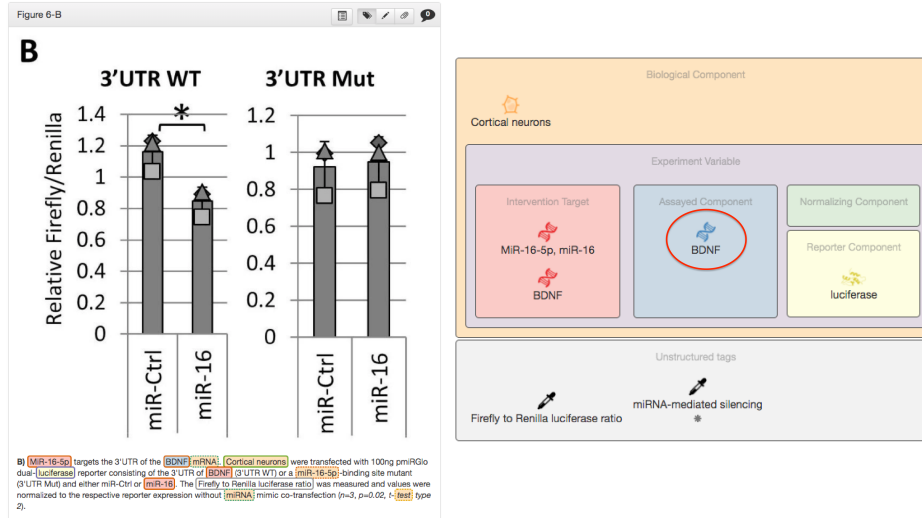 Figure 6-B
0
B
3'UTR WT
3'UTR Mut
Relative Firefly/Renilla
1.4
1.2
1
0.8
0.6
0.4
0.2
0
*
miR-Ctrl
miR-16
1.2
1
0.8
0.6
0.4
0.2
0
miR-Ctrl
miR-16
B) MiR-16-5p targets the 3'UTR of the BDNF mRNA. Cortical neurons were transfected with 100ng pmiRGlo
dual-luciferase reporter consisting of the 3'UTR of BDNF (3'UTR WT) or a miR-16-5p-binding site mutant
(3'UTR Mut) and either miR-Ctrl or miR-16. The Firefly to Renilla luciferase ratio was measured and values were
normalized to the respective reporter expression without miRNA mimic co-transfection (n=3, p=0.02, t-test type
2).
Biological Component
Cortical neurons
Experiment Variable
Intervention Target
MiR-16-5p, miR-16
BDNF
Assayed Component
BDNF
Normalizing Component
Reporter Component
luciferase
Unstructured tags
Firefly to Renilla luciferase ratio
miRNA-mediated silencing